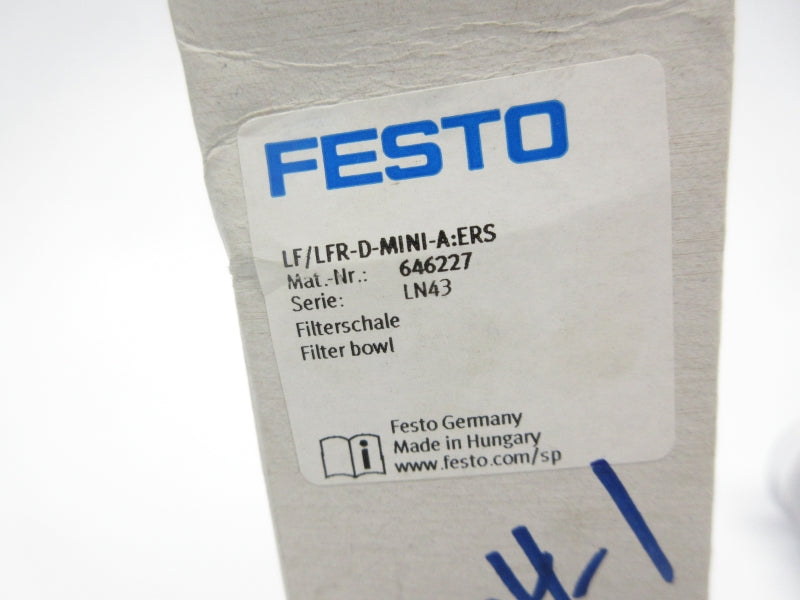 FESTO
LF/LFR-D-MINI-A:ERS
Mat.-Nr.: 646227
Serie: LN43
Filterschale
Filter bowl
Festo Germany
Made in Hungary
www.festo.com/sp